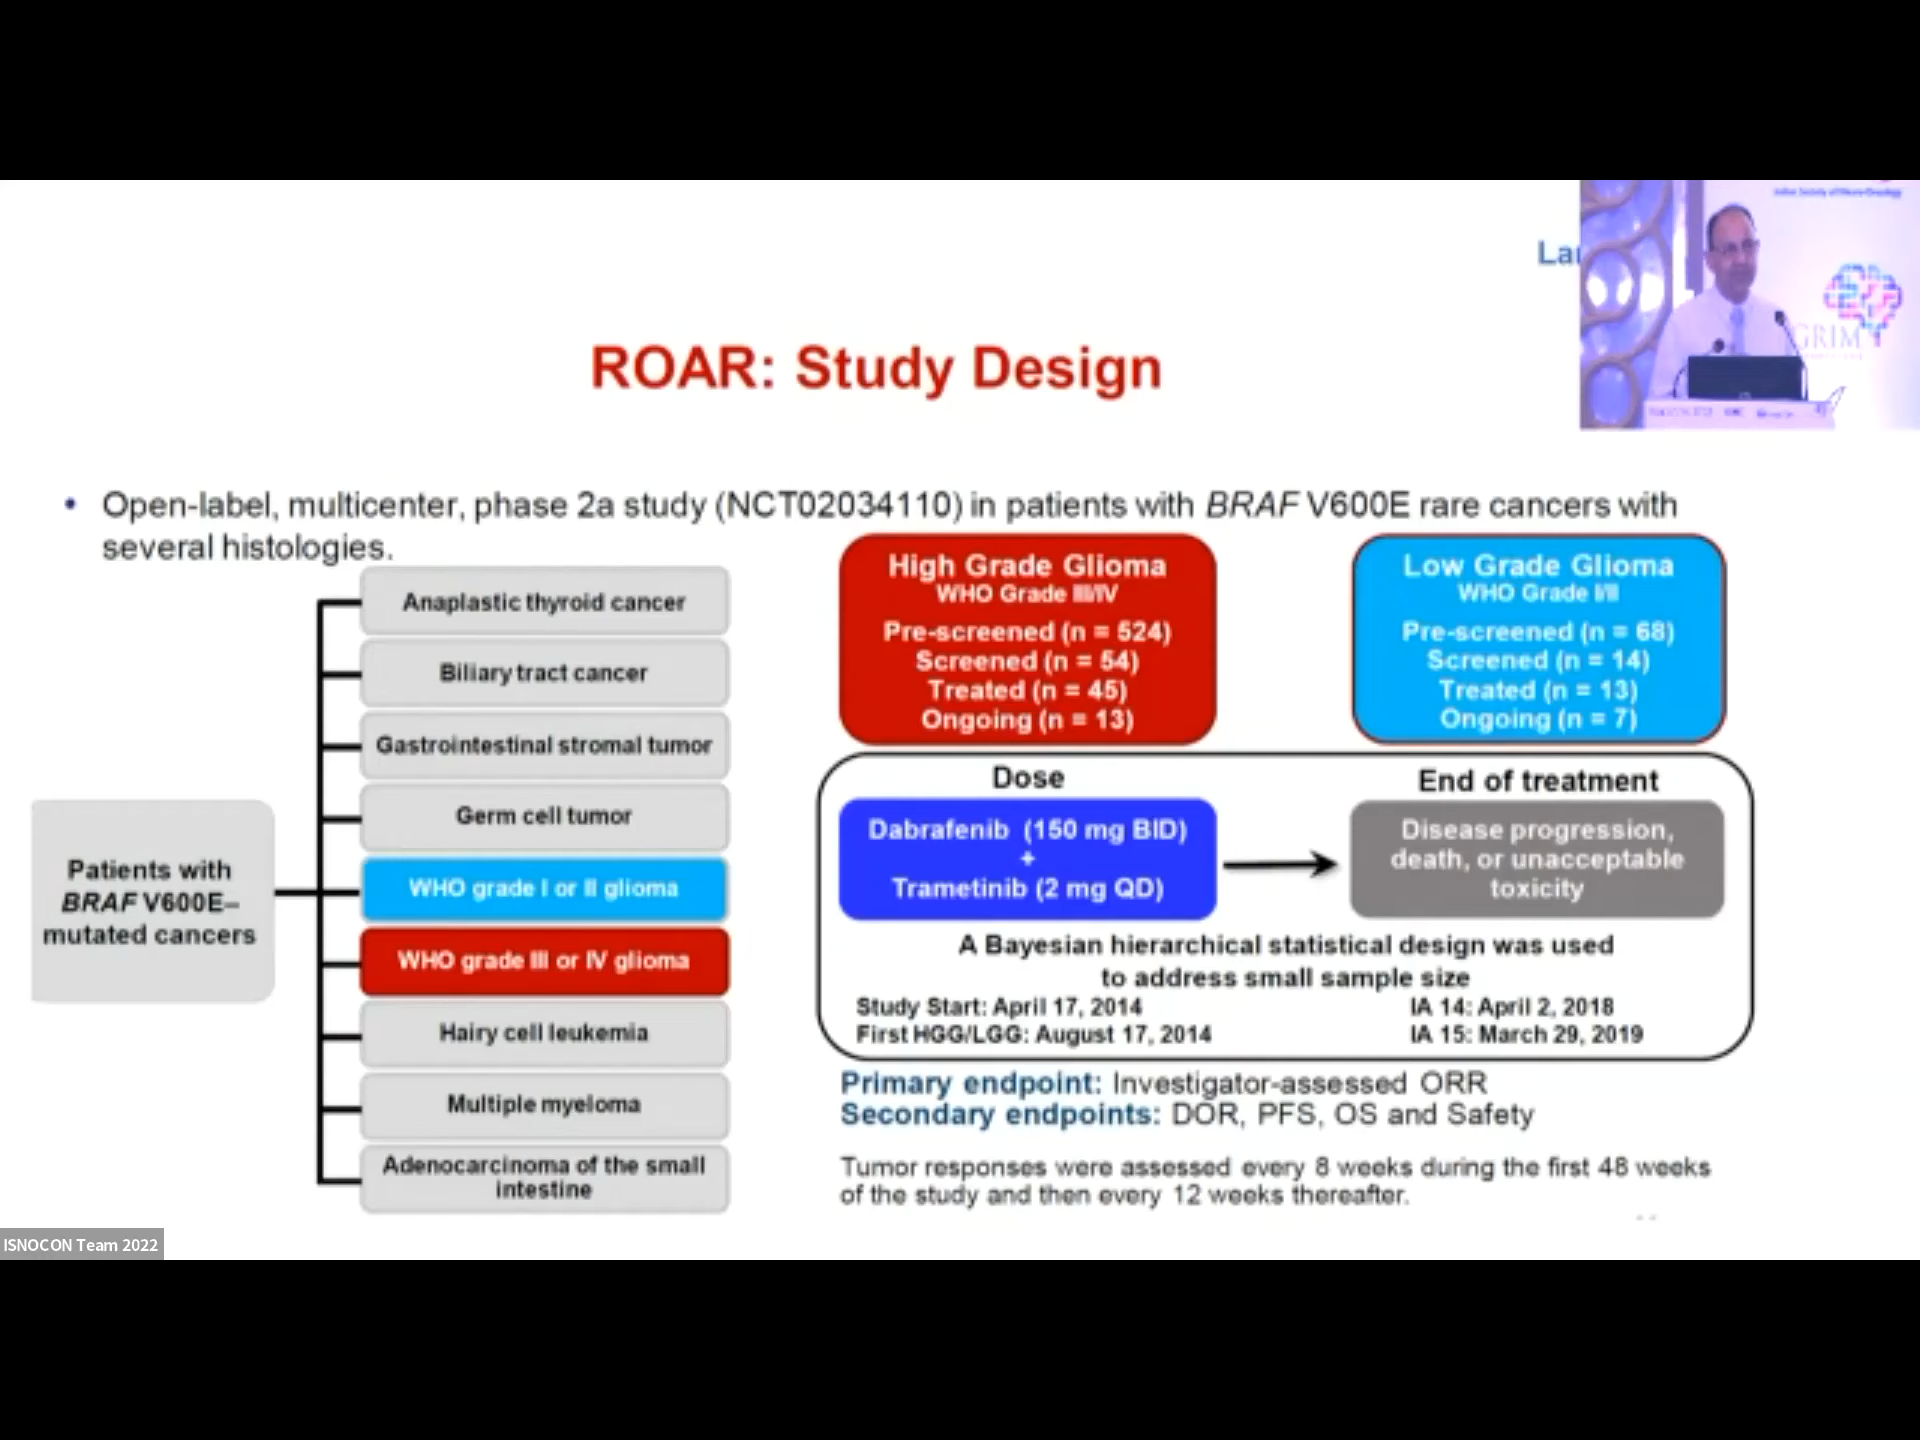 Indian Society of Neuro-Oncology
La
GRIM
ROAR: Study Design
• Open-label, multicenter, phase 2a study (NCT02034110) in patients with BRAF V600E rare cancers with
several histologies.
Patients with
BRAF V600E–
mutated cancers
Anaplastic thyroid cancer
Biliary tract cancer
Gastrointestinal stromal tumor
Germ cell tumor
WHO grade I or II glioma
WHO grade III or IV glioma
Hairy cell leukemia
Multiple myeloma
Adenocarcinoma of the small
intestine
High Grade Glioma
WHO Grade III/IV
Pre-screened (n = 524)
Screened (n = 54)
Treated (n = 45)
Ongoing (n = 13)
Low Grade Glioma
WHO Grade I/II
Pre-screened (n = 68)
Screened (n = 14)
Treated (n = 13)
Ongoing (n = 7)
Dose
Dabrafenib (150 mg BID)
+
Trametinib (2 mg QD)
End of treatment
Disease progression,
death, or unacceptable
toxicity
A Bayesian hierarchical statistical design was used
to address small sample size
Study Start: April 17, 2014
First HGG/LGG: August 17, 2014
IA 14: April 2, 2018
IA 15: March 29, 2019
Primary endpoint: Investigator-assessed ORR
Secondary endpoints: DOR, PFS, OS and Safety
Tumor responses were assessed every 8 weeks during the first 48 weeks
of the study and then every 12 weeks thereafter.
ISNOCON Team 2022